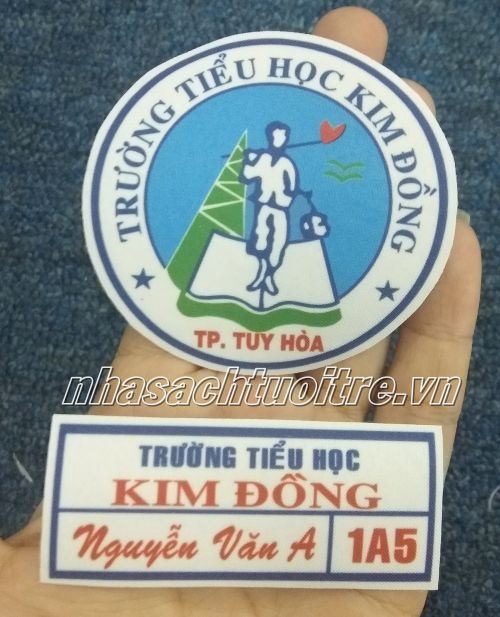 TRƯỜNG TIỂU HỌC KIM ĐỒNG
TP. TUY HÒA
nhasachtuoitre.vn
TRƯỜNG TIỂU HỌC
KIM ĐỒNG
Nguyễn Văn A 1A5